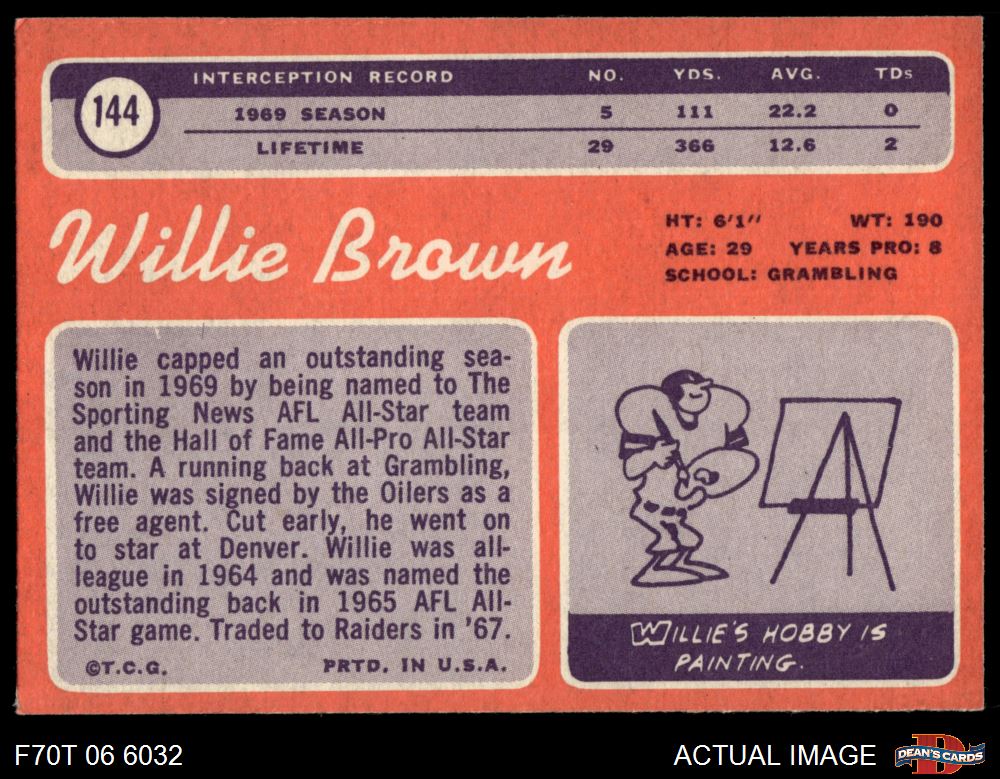 144
INTERCEPTION RECORD NO. YDS. AVG. TDs
1969 SEASON 5 111 22.2 0
LIFETIME 29 366 12.6 2
Willie Brown
HT: 6'1" WT: 190
AGE: 29 YEARS PRO: 8
SCHOOL: GRAMBLING
Willie capped an outstanding sea-
son in 1969 by being named to The
Sporting News AFL All-Star team
and the Hall of Fame All-Pro All-Star
team. A running back at Grambling,
Willie was signed by the Oilers as a
free agent. Cut early, he went on
to star at Denver. Willie was all-
league in 1964 and was named the
outstanding back in 1965 AFL All-
Star game. Traded to Raiders in '67.
©T.C.G. PRTD. IN U.S.A.
WILLIE'S HOBBY IS
PAINTING.
F70T 06 6032 ACTUAL IMAGE
DEAN'S CARDS